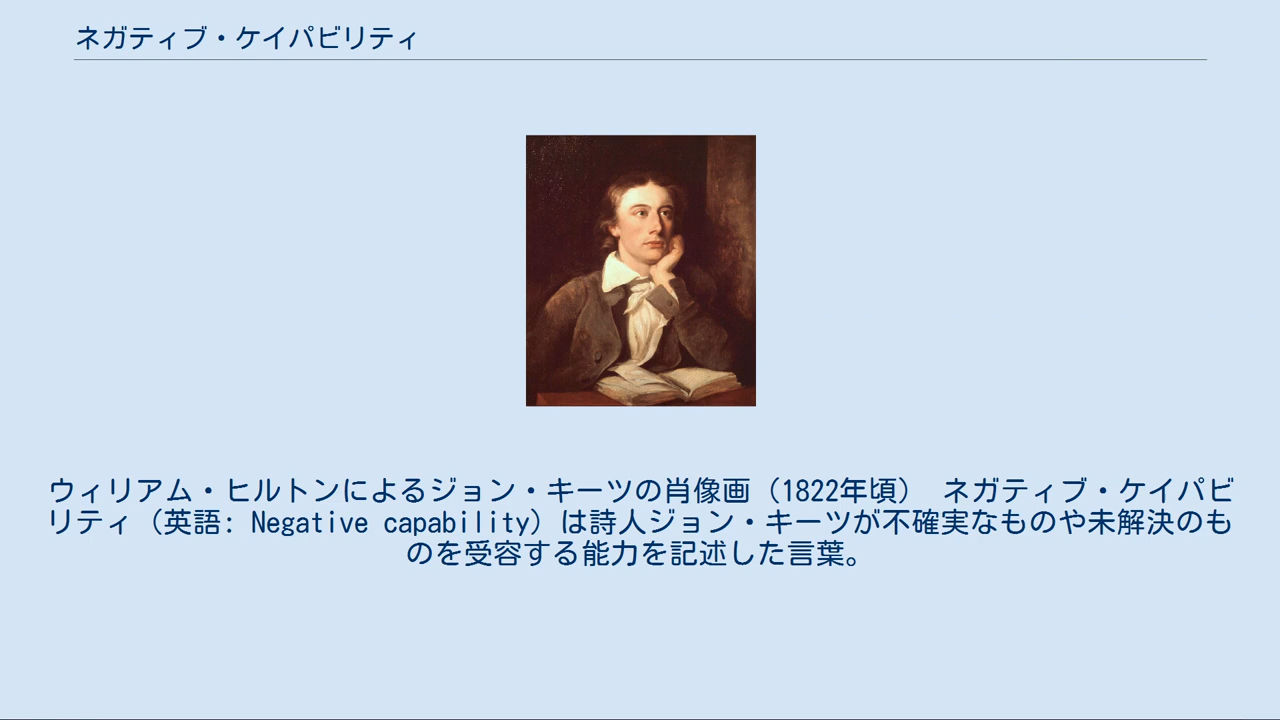 ネガティブ・ケイパビリティ
ウィリアム・ヒルトンによるジョン・キーツの肖像画（1822年頃） ネガティブ・ケイパビ
リティ（英語: Negative capability）は詩人ジョン・キーツが不確実なものや未解決のも
のを受容する能力を記述した言葉。